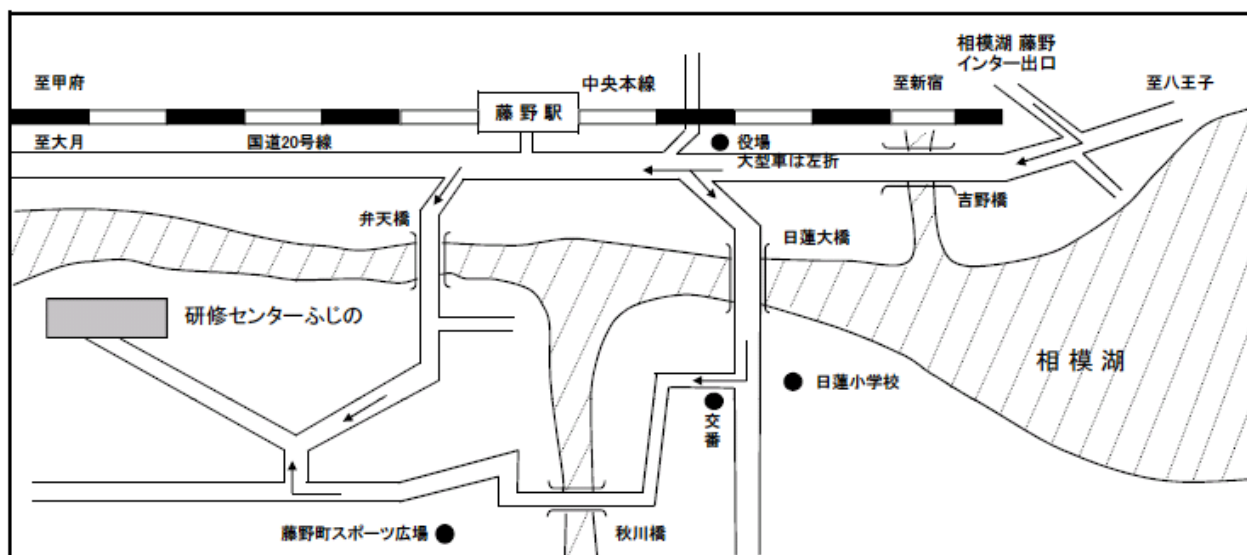 相模湖 藤野
インター出口
至甲府
中央本線
至新宿
至八王子
藤野駅
至大月
国道20号線
役場
大型車は左折
吉野橋
弁天橋
日蓮大橋
研修センターふじの
相模湖
日蓮小学校
交番
藤野町スポーツ広場
秋川橋